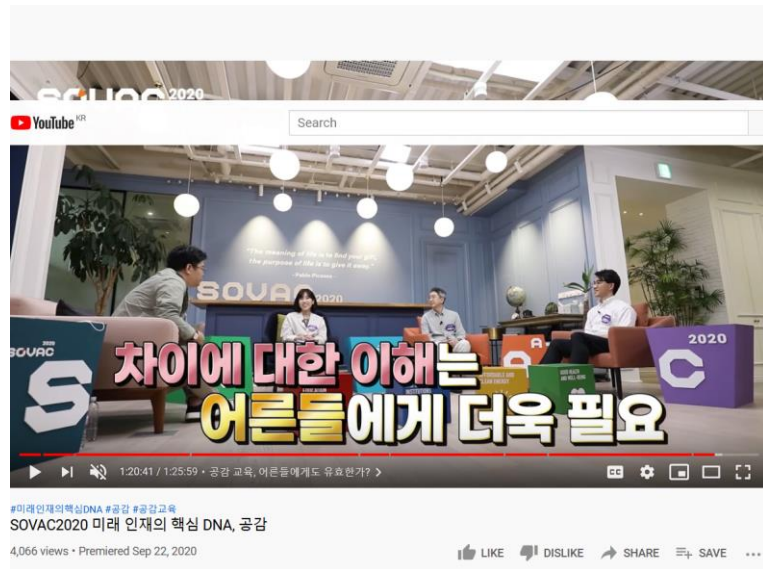 SOVAC 2020
YouTube KR
Search
"The meaning of life is to find your gift.
The purpose of life is to give it away."
- Pablo Picasso -
SOVAC 2020
2020
SOVAC
S
A
2020
C
차이에 대한 이해는
어른들에게 더욱 필요
1:20:41 / 1:25:59 • 공감 교육, 어른들에게도 유효한가? >
CC
#미래인재의핵심DNA #공감 #공감교육
SOVAC2020 미래 인재의 핵심 DNA, 공감
4,066 views • Premiered Sep 22, 2020
LIKE DISLIKE SHARE SAVE ...